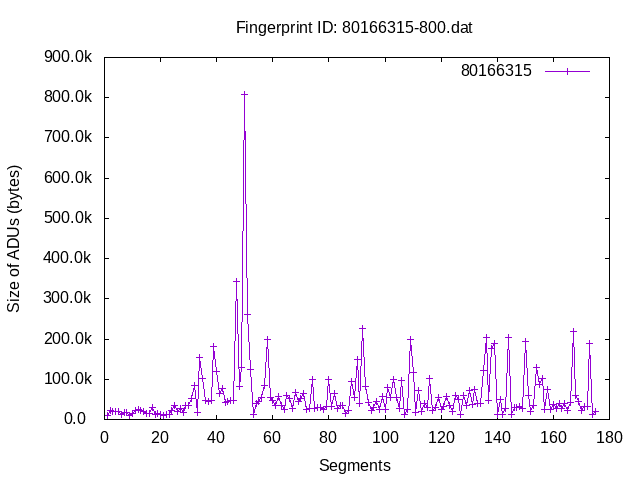 Fingerprint ID: 80166315-800.dat
900.0k
80166315
800.0k
700.0k
600.0k
500.0k
400.0k
300.0k
200.0k
100.0k
0.0
Size of ADUs (bytes)
0 20 40 60 80 100 120 140 160 180
Segments